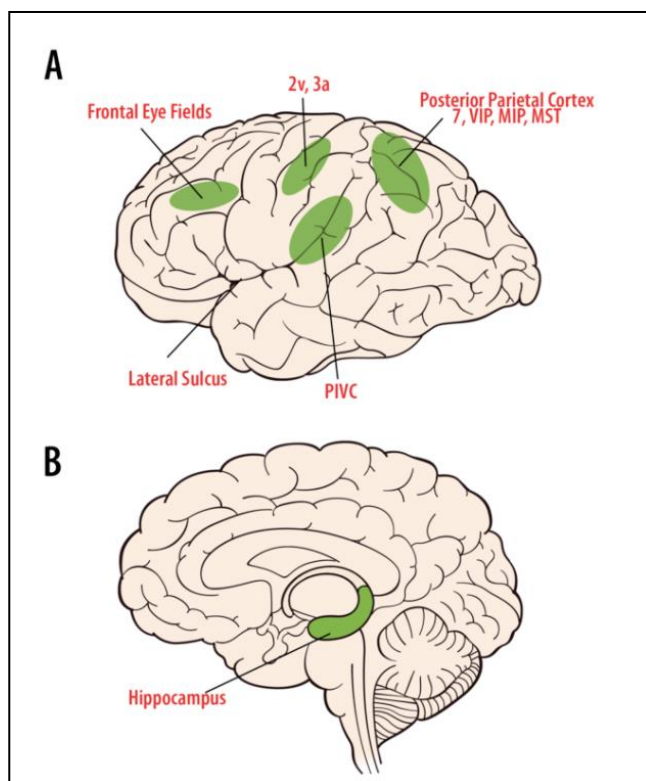 A
2v, 3a
Frontal Eye Fields
Posterior Parietal Cortex
7, VIP, MIP, MST
Lateral Sulcus
PIVC
B
Hippocampus